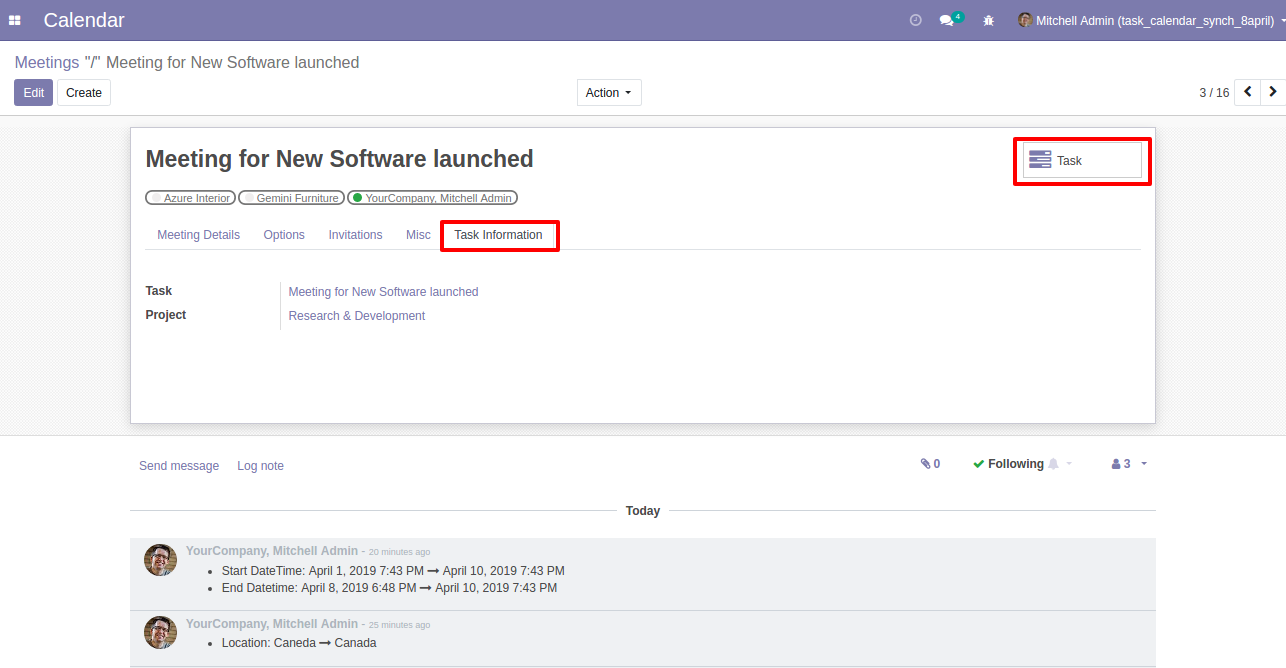 Calendar
4
Mitchell Admin (task_calendar_synch_8april)
Meetings "/" Meeting for New Software launched
Edit Create Action 3 / 16
Meeting for New Software launched
Task
Azure Interior Gemini Furniture YourCompany, Mitchell Admin
Meeting Details Options Invitations Misc Task Information
Task Meeting for New Software launched
Project Research & Development
Send message Log note 0 Following 3
Today
YourCompany, Mitchell Admin - 20 minutes ago
• Start DateTime: April 1, 2019 7:43 PM → April 10, 2019 7:43 PM
• End Datetime: April 8, 2019 6:48 PM → April 10, 2019 7:43 PM
YourCompany, Mitchell Admin - 25 minutes ago
• Location: Caneda → Canada